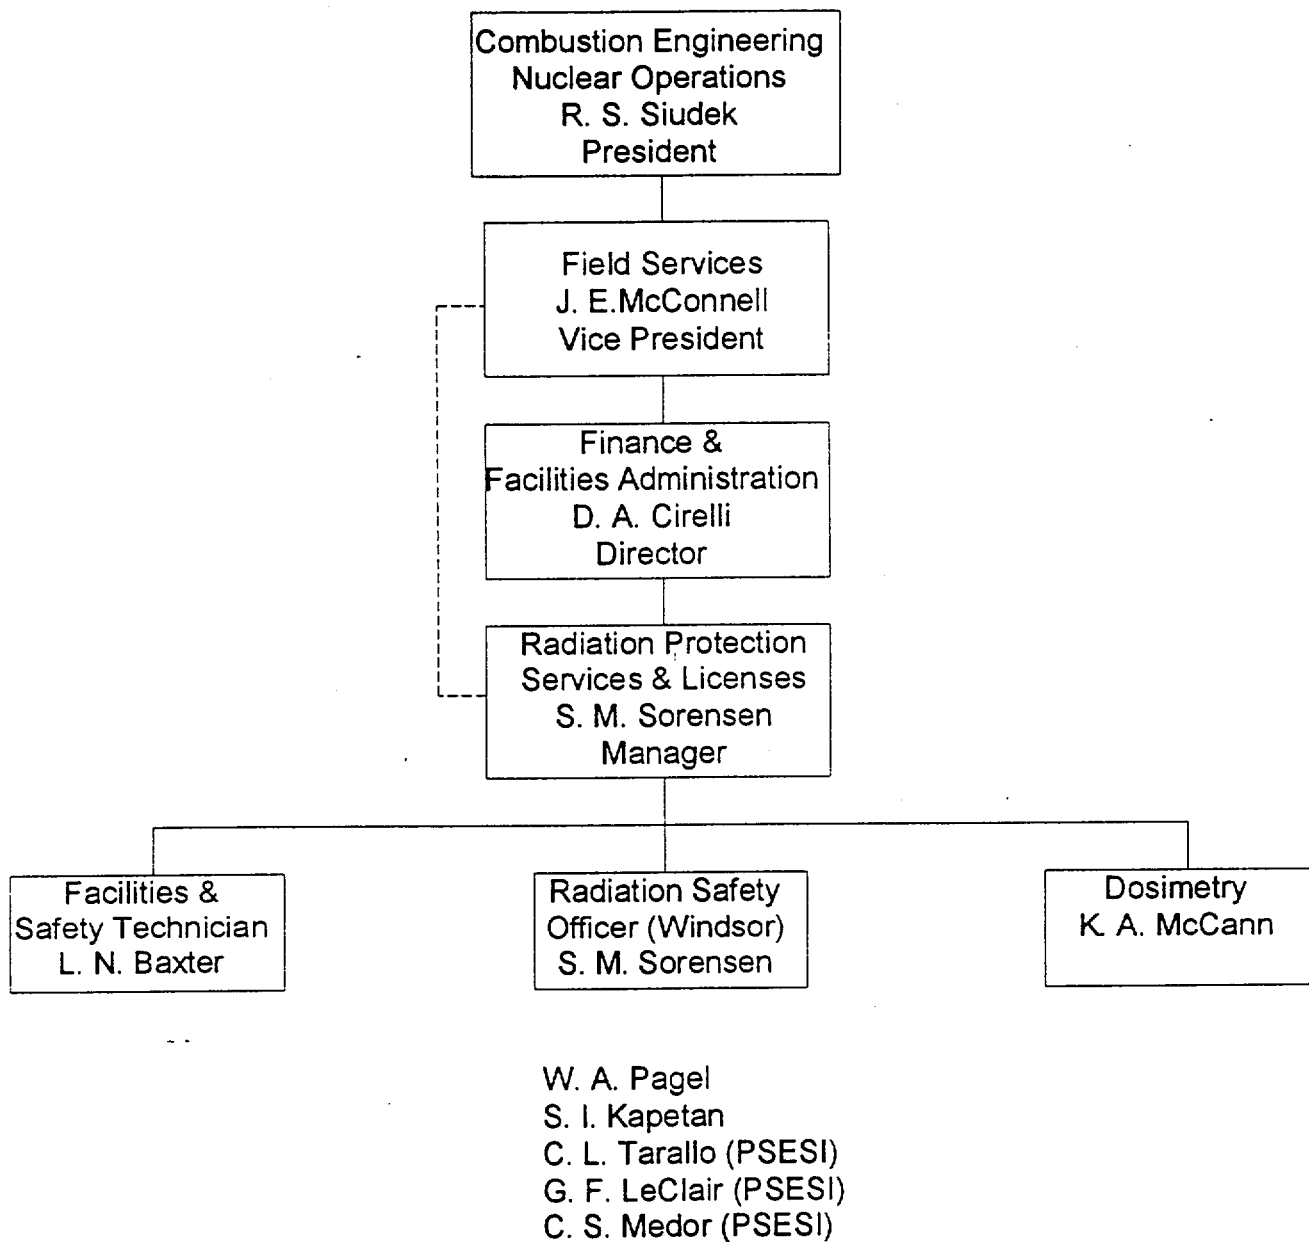 Combustion Engineering
Nuclear Operations
R. S. Siudek
President
Field Services
J. E.McConnell
Vice President
Finance &
Facilities Administration
D. A. Cirelli
Director
Radiation Protection
Services & Licenses
S. M. Sorensen
Manager
Facilities &
Safety Technician
L. N. Baxter
Radiation Safety
Officer (Windsor)
S. M. Sorensen
Dosimetry
K. A. McCann
W. A. Pagel
S. I. Kapetan
C. L. Tarallo (PSESI)
G. F. LeClair (PSESI)
C. S. Medor (PSESI)